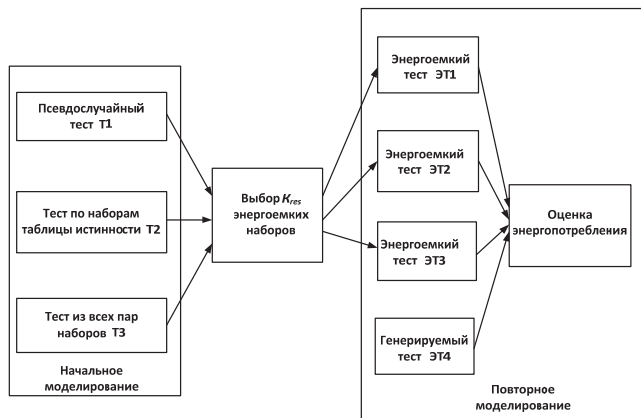 Псевдослучайный
тест Т1
Тест по наборам
таблицы истинности Т2
Тест из всех пар
наборов Т3
Начальное
моделирование
Выбор Kres
энергоемких
наборов
Энергоемкий
тест ЭТ1
Энергоемкий
тест ЭТ2
Энергоемкий
тест ЭТ3
Генерируемый
тест ЭТ4
Оценка
энергопотребления
Повторное
моделирование